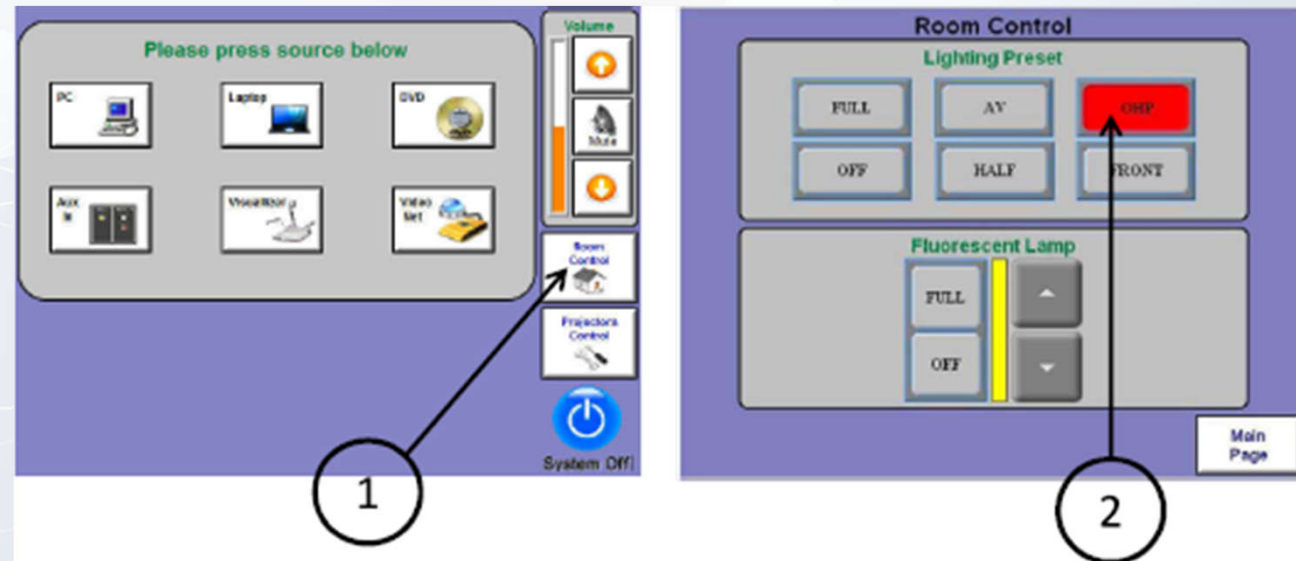 Please press source below
PC
Laptop
DVD
Aux
In
Visualizer
Video
Net
Volume
Mute
Room
Control
Projectors
Control
System Off
1
Room Control
Lighting Preset
FULL
AV
OHP
OFF
HALF
FRONT
Fluorescent Lamp
FULL
OFF
Main
Page
2